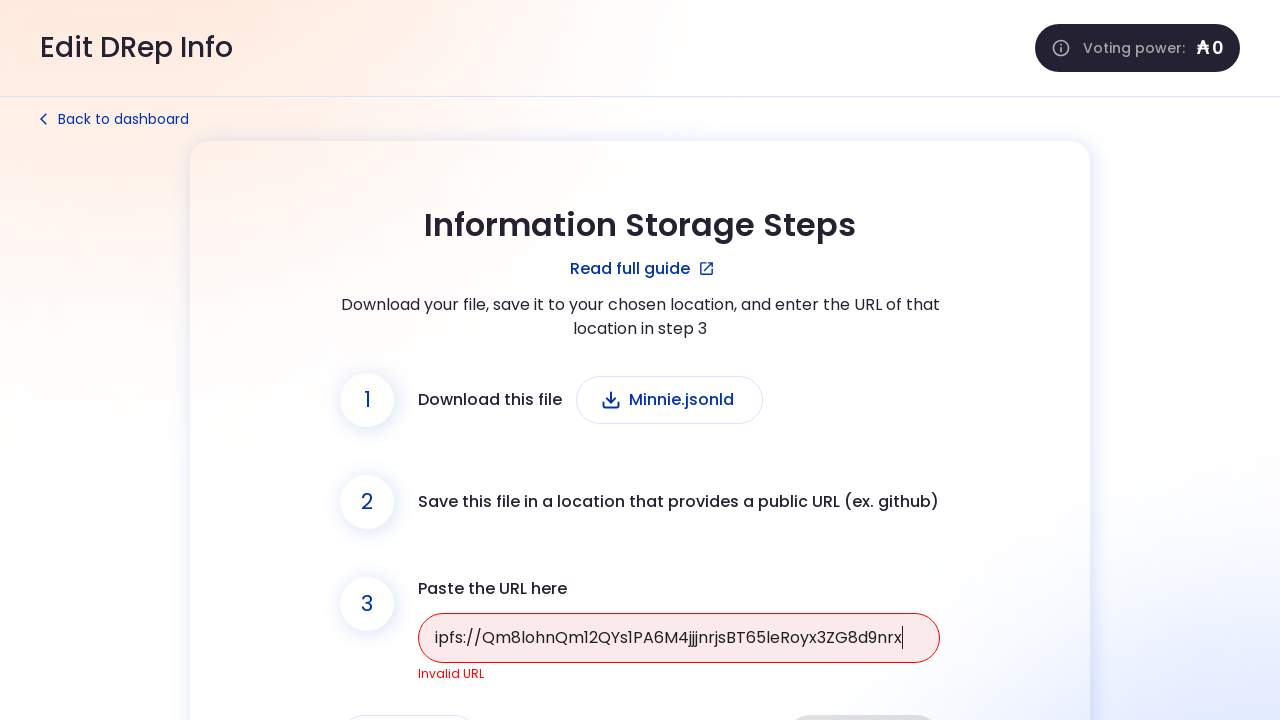 Edit DRep Info
Voting power: ₳0
Back to dashboard
Information Storage Steps
Read full guide
Download your file, save it to your chosen location, and enter the URL of that
location in step 3
1
Download this file
Minnie.jsonld
2
Save this file in a location that provides a public URL (ex. github)
3
Paste the URL here
ipfs://Qm8lohnQm12QYs1PA6M4jjjnrjsBT65leRoyx3ZG8d9nrx
Invalid URL